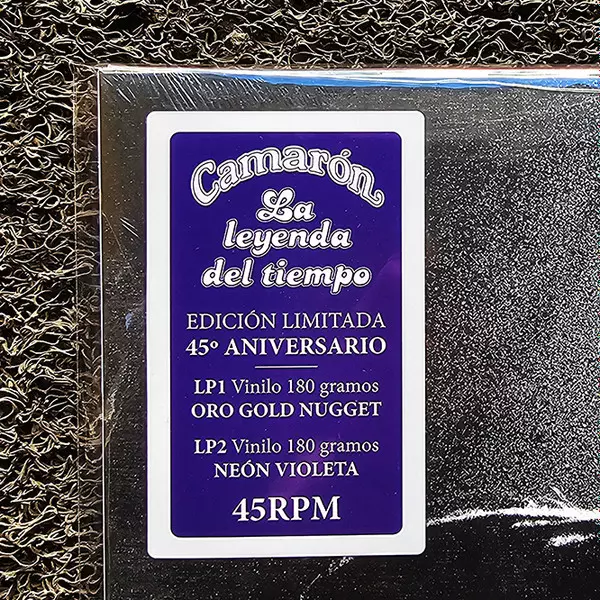 Camarón
La
leyenda
del tiempo
EDICIÓN LIMITADA
45º ANIVERSARIO
LP1 Vinilo 180 gramos
ORO GOLD NUGGET
LP2 Vinilo 180 gramos
NEÓN VIOLETA
45RPM